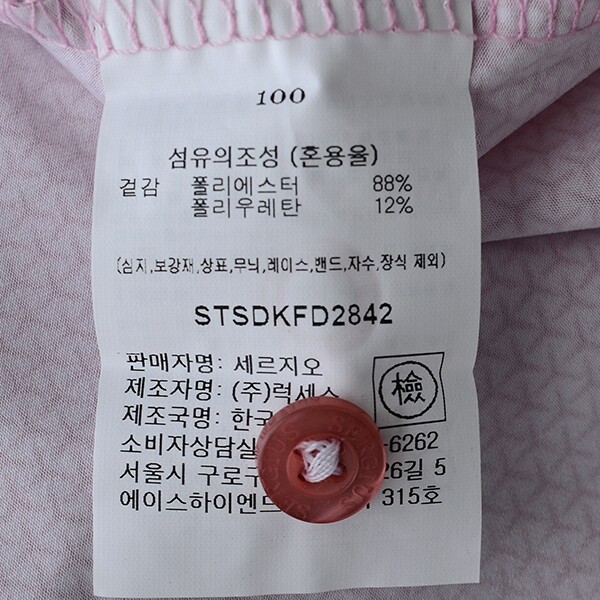 100
섬유의조성 (혼용율)
겉감 폴리에스터 88%
폴리우레탄 12%
(심지,보강재,상표,무늬,레이스,밴드,자수,장식 제외)
STSDKFD2842
판매자명: 세르지오
제조자명: (주)럭셔스
제조국명: 한국
檢
소비자상담실 -6262
서울시 구로구 26길 5
에이스하이엔드 315호